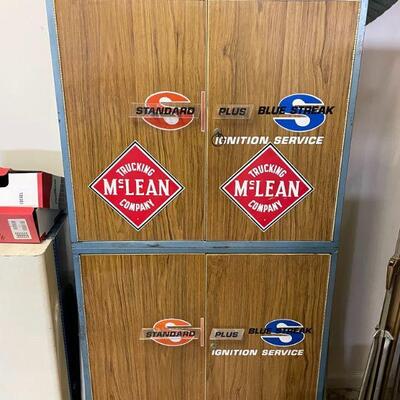 STANDARD PLUS BLUE STREAK
IGNITION SERVICE
TRUCKING
McLEAN
COMPANY
TRUCKING
McLEAN
COMPANY
STANDARD PLUS BLUE STREAK
IGNITION SERVICE